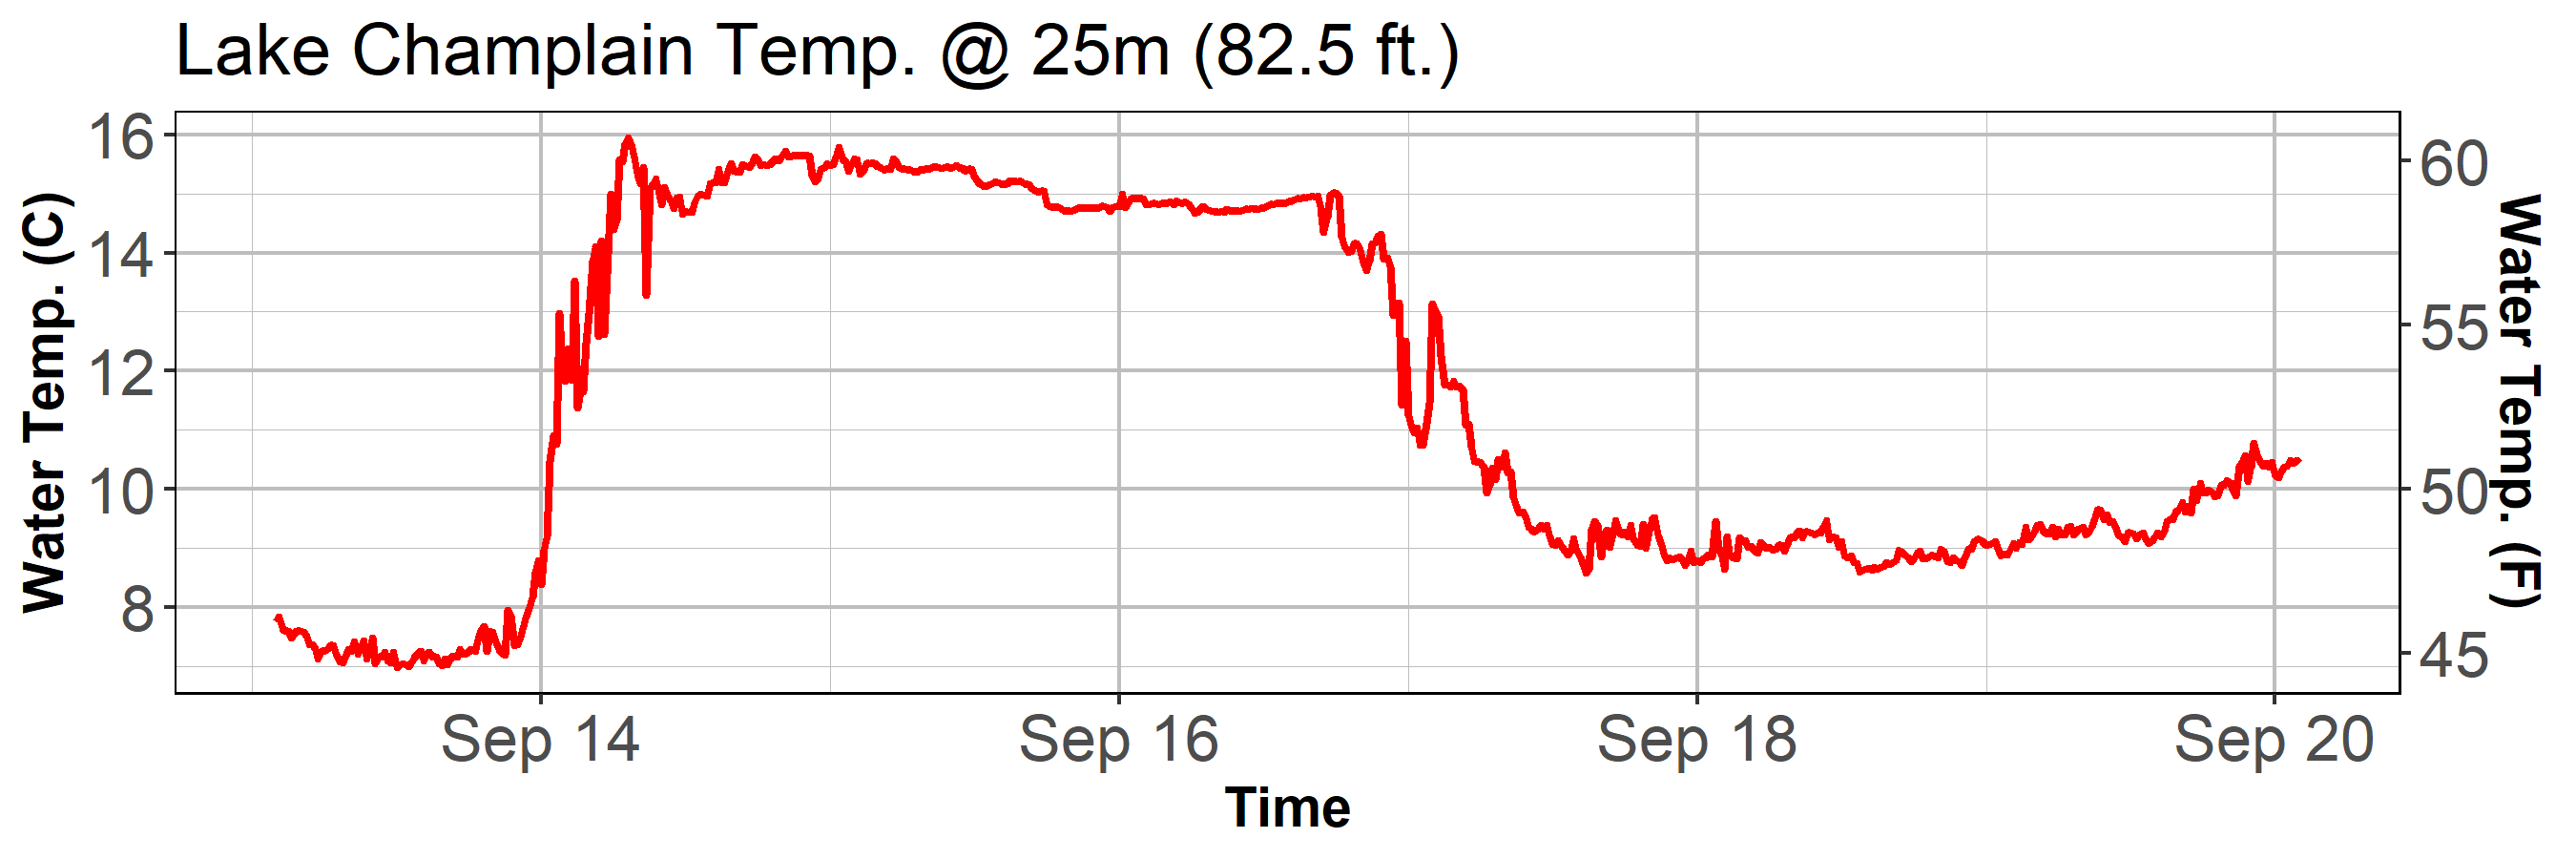 Lake Champlain Temp. @ 25m (82.5 ft.)
Water Temp. (C)
16
14
12
10
8
60
55
50
45
Water Temp. (F)
Sep 14 Sep 16 Sep 18 Sep 20
Time